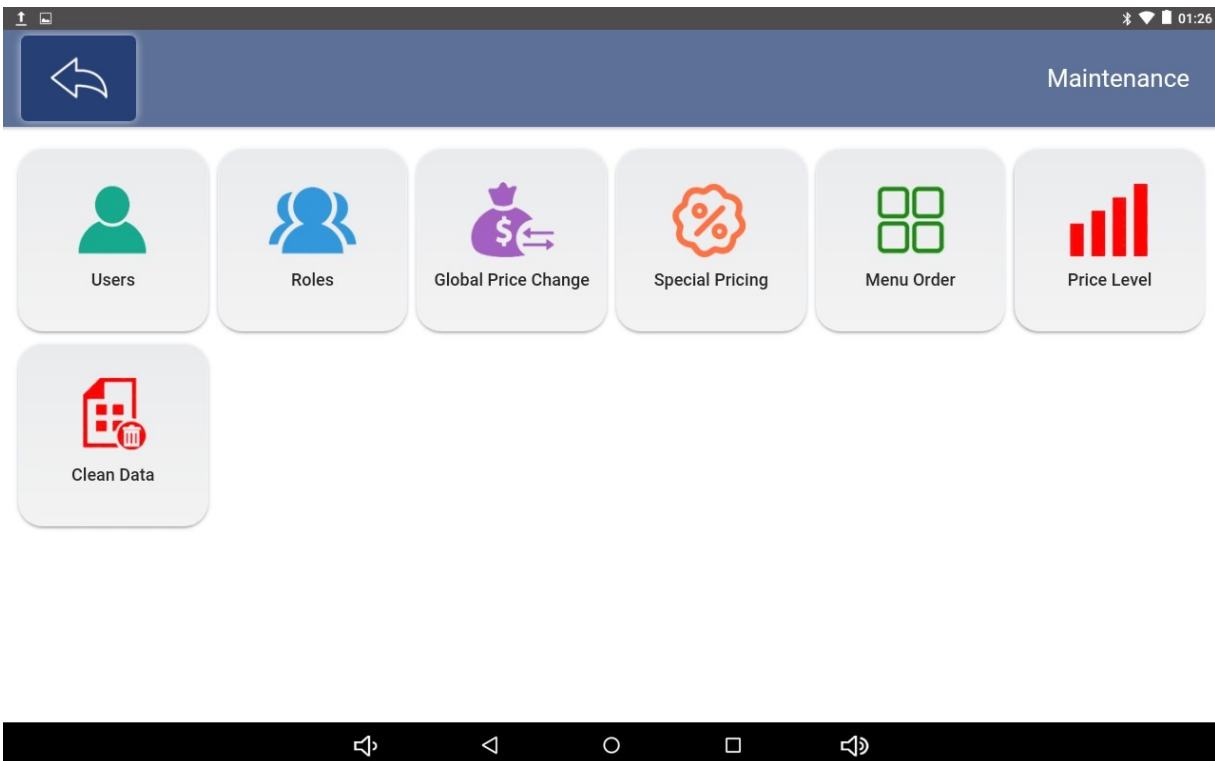 01:26
Maintenance
Users
Roles
Global Price Change
Special Pricing
Menu Order
Price Level
Clean Data